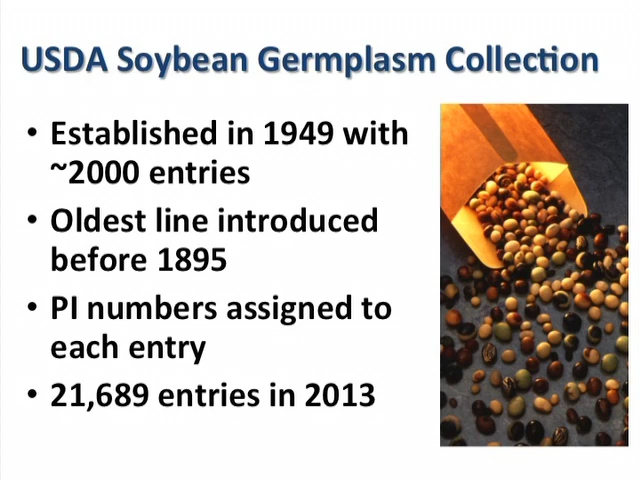 USDA Soybean Germplasm Collection
• Established in 1949 with
~2000 entries
• Oldest line introduced
before 1895
• PI numbers assigned to
each entry
• 21,689 entries in 2013